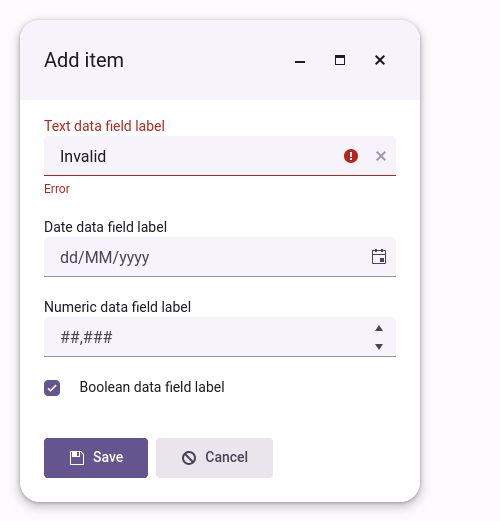 Add item
Text data field label
Invalid
Error
Date data field label
dd/MM/yyyy
Numeric data field label
##,###
Boolean data field label
Save
Cancel